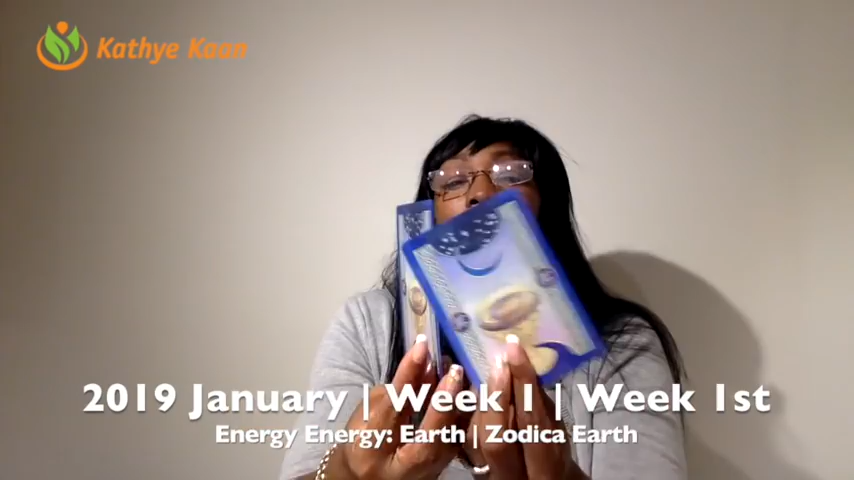 Kathye Kaan
2019 January | Week 1 | Week 1st
Energy Energy: Earth | Zodica Earth